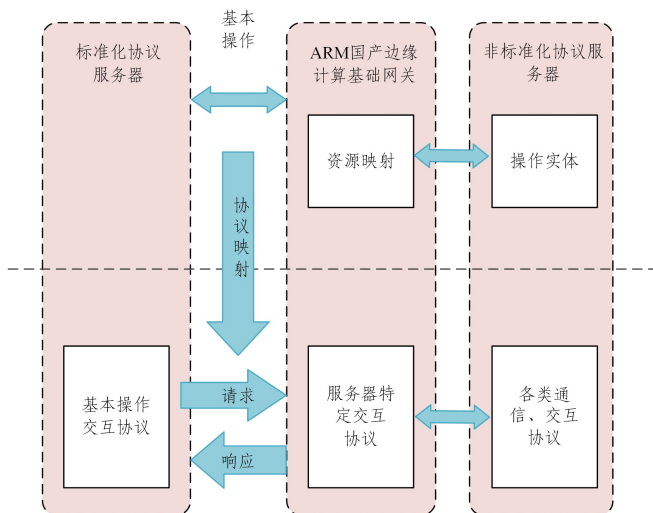 基本
操作
标准化协议
服务器
ARM国产边缘
计算基础网关
非标准化协议服
务器
资源映射
操作实体
协
议
映
射
基本操作
交互协议
请求
响应
服务器特
定交互
协议
各类通
信、交互
协议